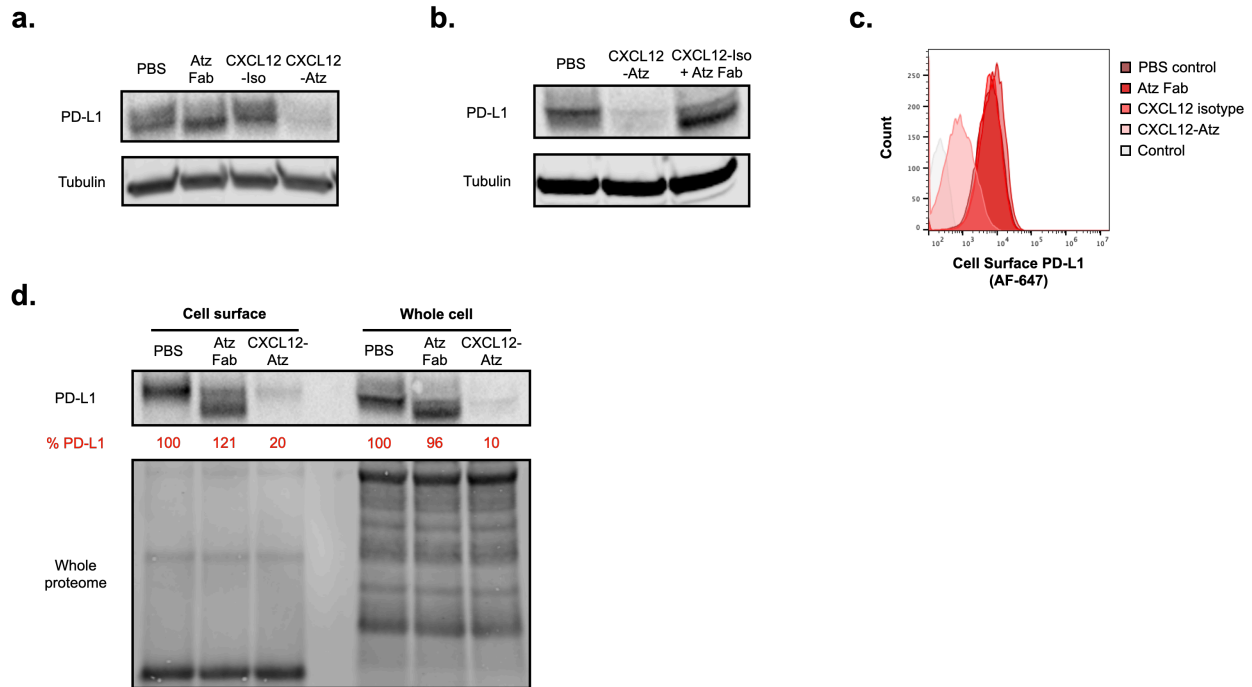 a.
PBS
Atz
Fab
CXCL12
-Iso
CXCL12
-Atz
PD-L1
Tubulin
b.
PBS
CXCL12
-Atz
CXCL12-Iso
+ Atz Fab
PD-L1
Tubulin
c.
Count
250
200
150
100
50
0
10²
10³
10⁴
10⁵
10⁶
10⁷
Cell Surface PD-L1
(AF-647)
PBS control
Atz Fab
CXCL12 isotype
CXCL12-Atz
Control
d.
Cell surface
Whole cell
PBS
Atz
Fab
CXCL12-
Atz
PBS
Atz
Fab
CXCL12-
Atz
PD-L1
% PD-L1 100 121 20 100 96 10
Whole
proteome